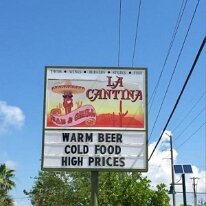 LA
CANTINA
WARM BEER
COLD FOOD
HIGH PRICES